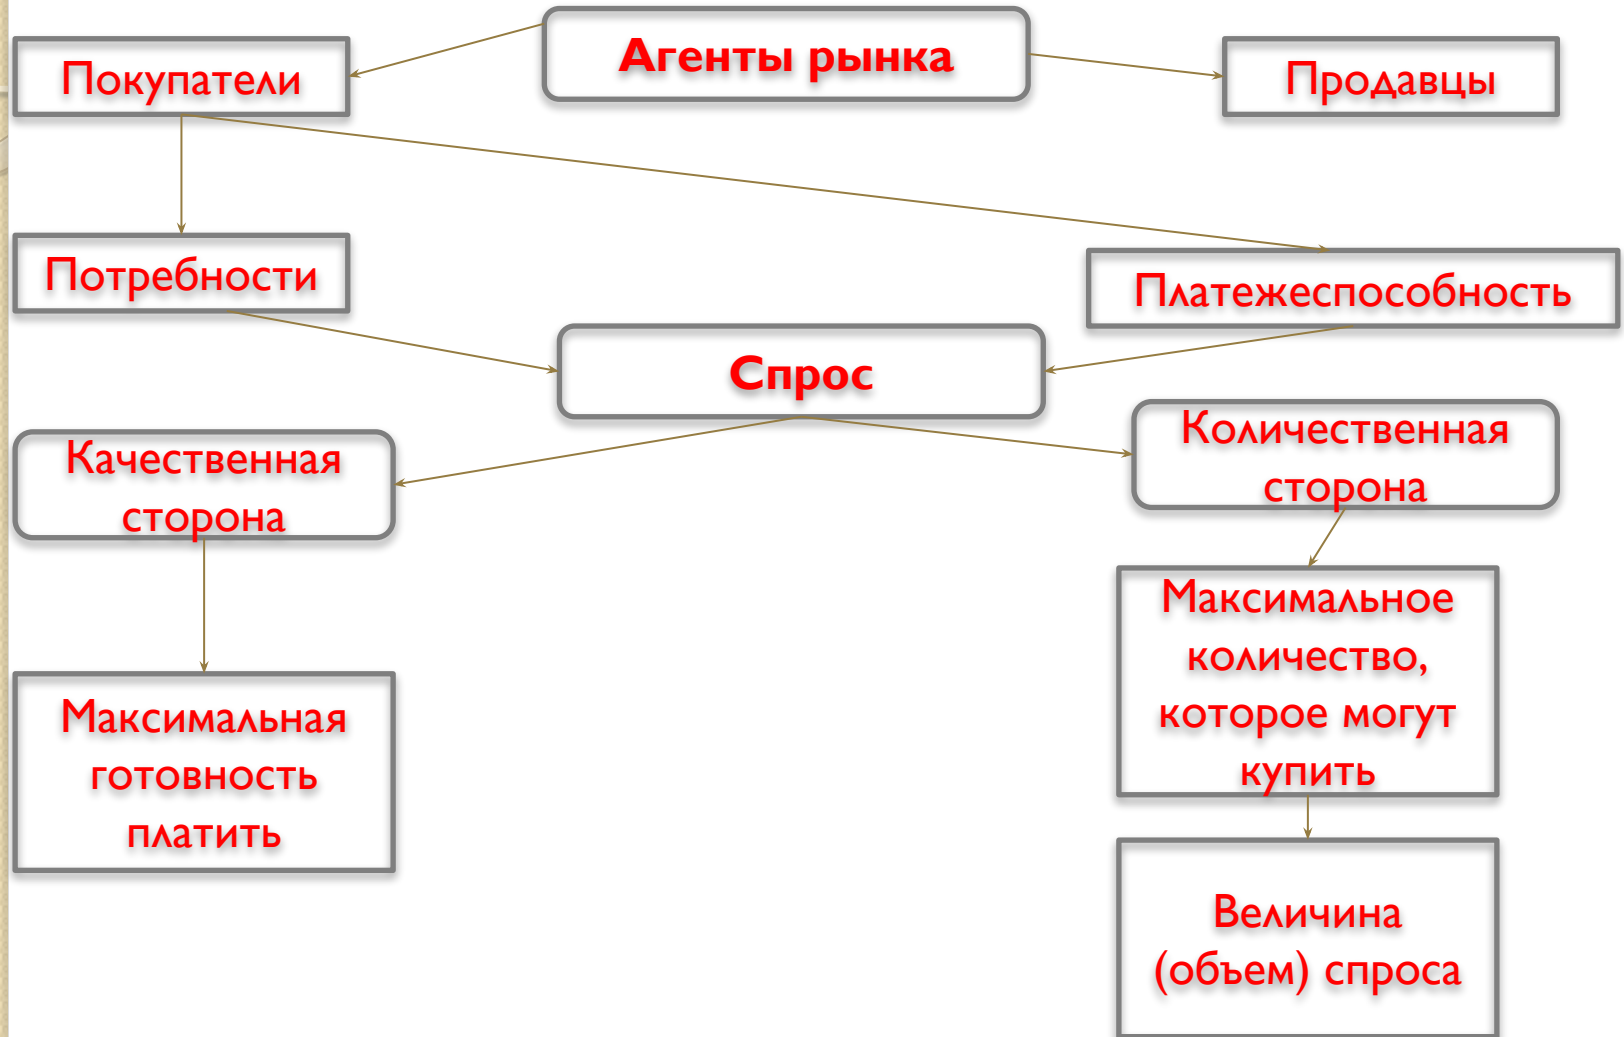 Агенты рынка
Покупатели
Продавцы
Потребности
Платежеспособность
Спрос
Качественная
сторона
Количественная
сторона
Максимальная
готовность
платить
Максимальное
количество,
которое могут
купить
Величина
(объем) спроса